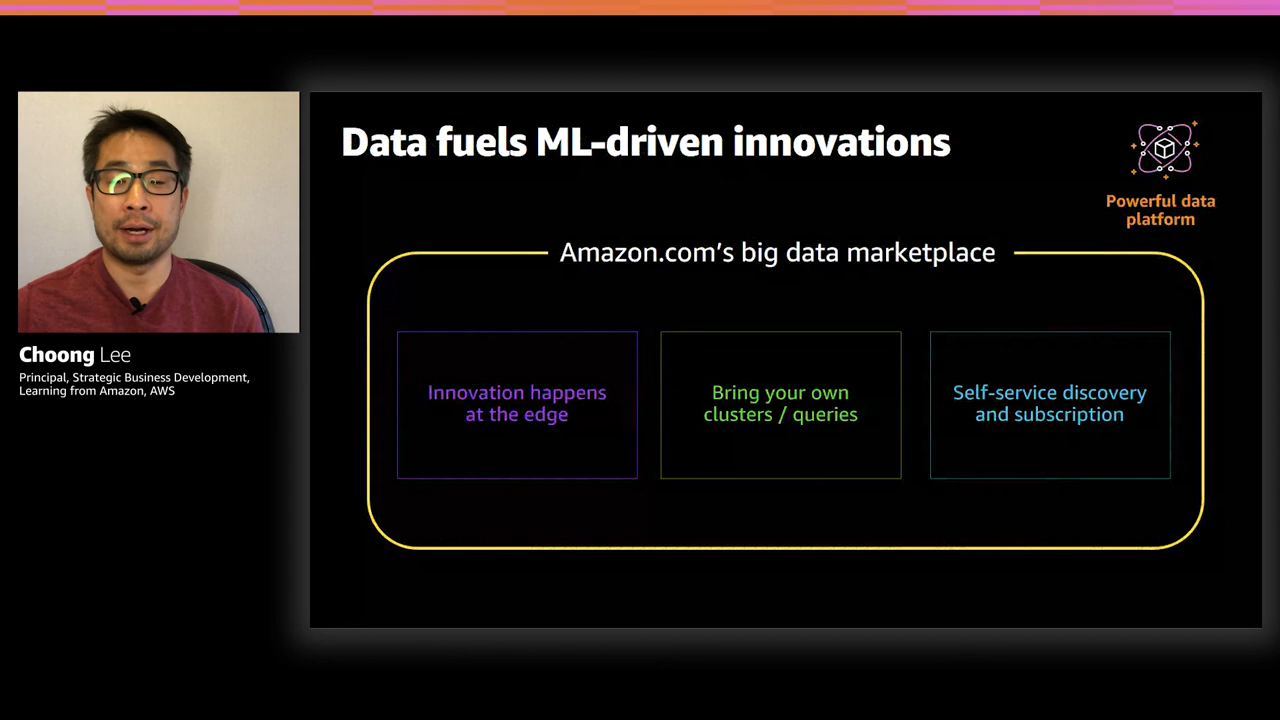 Data fuels ML-driven innovations
Powerful data
platform
Amazon.com’s big data marketplace
Innovation happens
at the edge
Bring your own
clusters / queries
Self-service discovery
and subscription
Choong Lee
Principal, Strategic Business Development,
Learning from Amazon, AWS